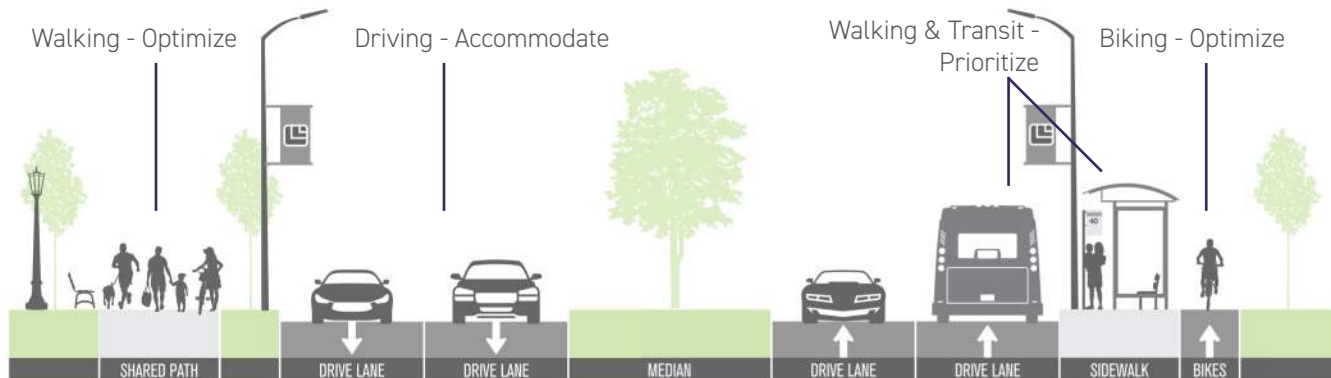 Walking - Optimize
Driving - Accommodate
Walking & Transit -
Prioritize
Biking - Optimize
40
SHARED PATH
DRIVE LANE
DRIVE LANE
MEDIAN
DRIVE LANE
DRIVE LANE
SIDEWALK
BIKES